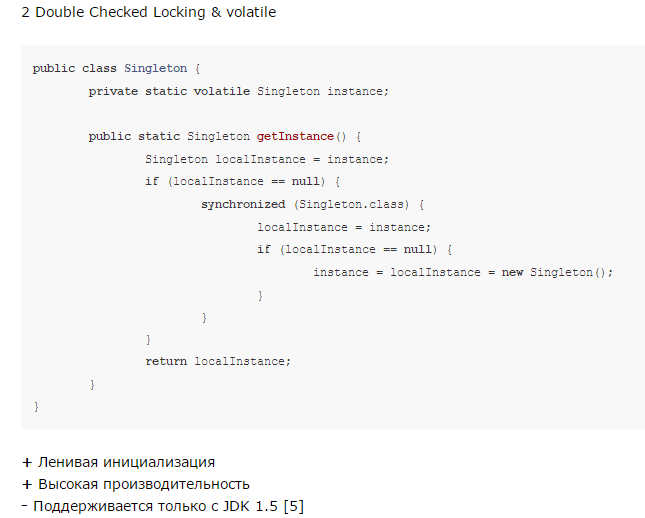 2 Double Checked Locking & volatile
public class Singleton {
private static volatile Singleton instance;
public static Singleton getInstance() {
Singleton localInstance = instance;
if (localInstance == null) {
synchronized (Singleton.class) {
localInstance = instance;
if (localInstance == null) {
instance = localInstance = new Singleton();
}
}
}
return localInstance;
}
}
+ Ленивая инициализация
+ Высокая производительность
- Поддерживается только с JDK 1.5 [5]